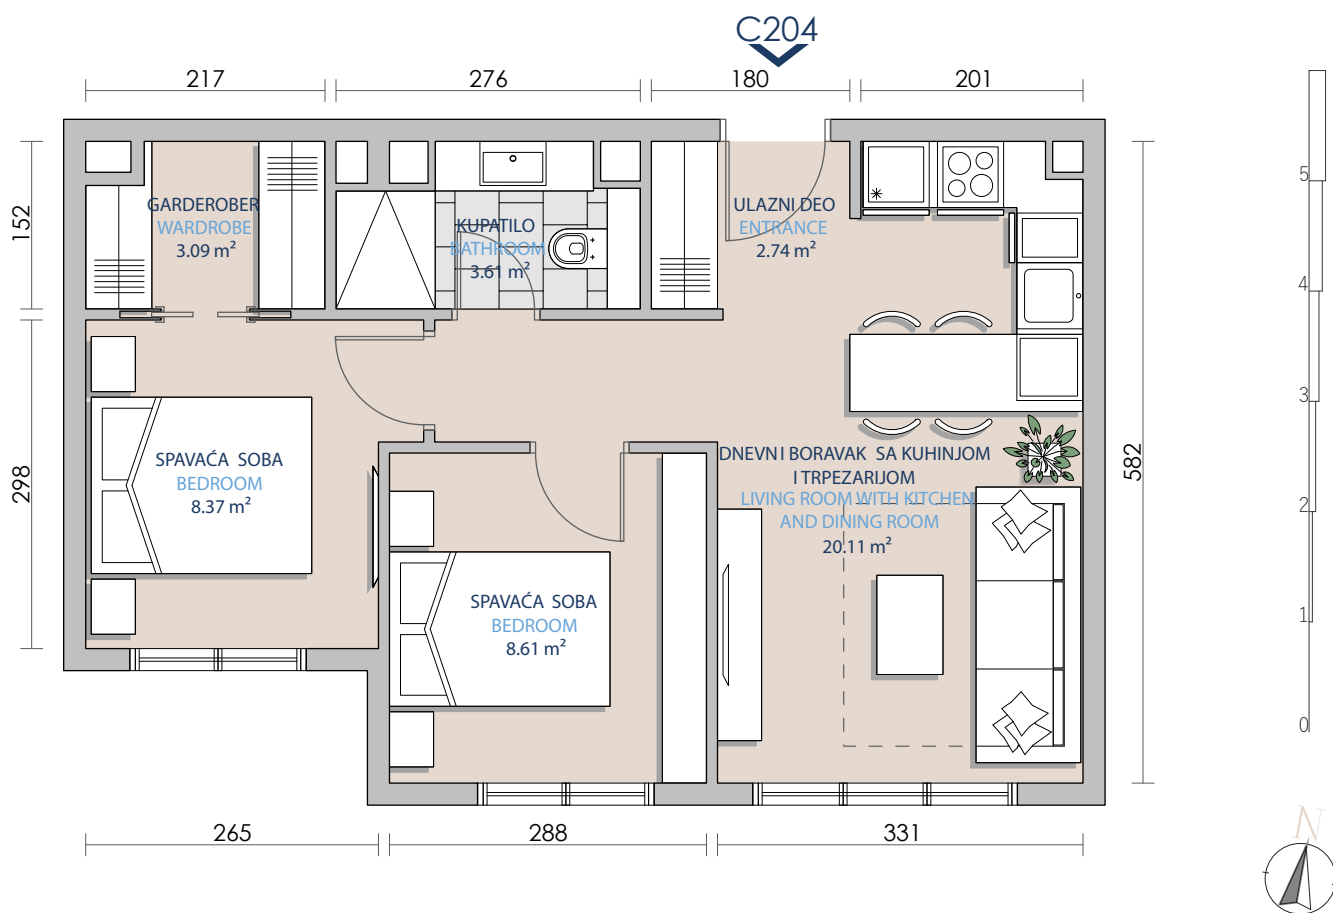 C204
217
276
180
201
152
298
582
GARDEROBER
WARDROBE
3.09 m²
KUPATILO
BATHROOM
3.61 m²
ULAZNI DEO
ENTRANCE
2.74 m²
SPAVAĆA SOBA
BEDROOM
8.37 m²
SPAVAĆA SOBA
BEDROOM
8.61 m²
DNEVNI BORAVAK SA KUHINJOM
I TRPEZARIJOM
LIVING ROOM WITH KITCHEN
AND DINING ROOM
20.11 m²
265
288
331
5
4
3
2
1
0
N